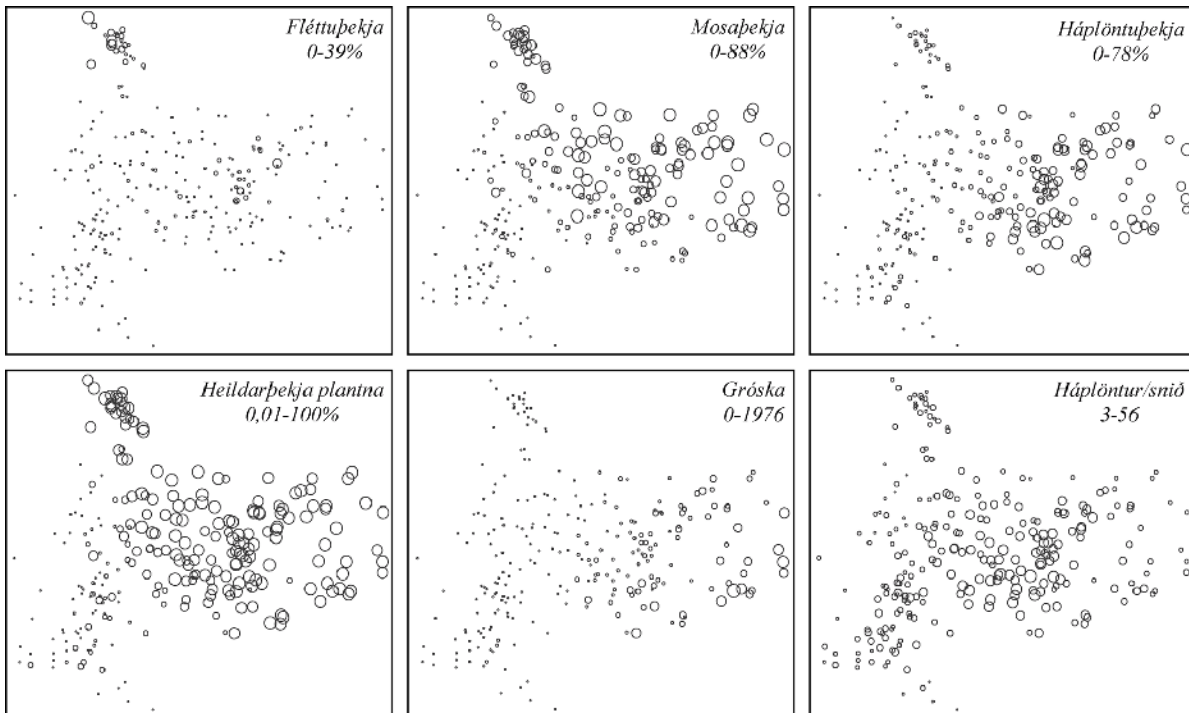 Fléttuþekja
0-39%
Mosaþekja
0-88%
Háplöntuþekja
0-78%
Heildarþekja plantna
0,01-100%
Gróska
0-1976
Háplöntur/snið
3-56